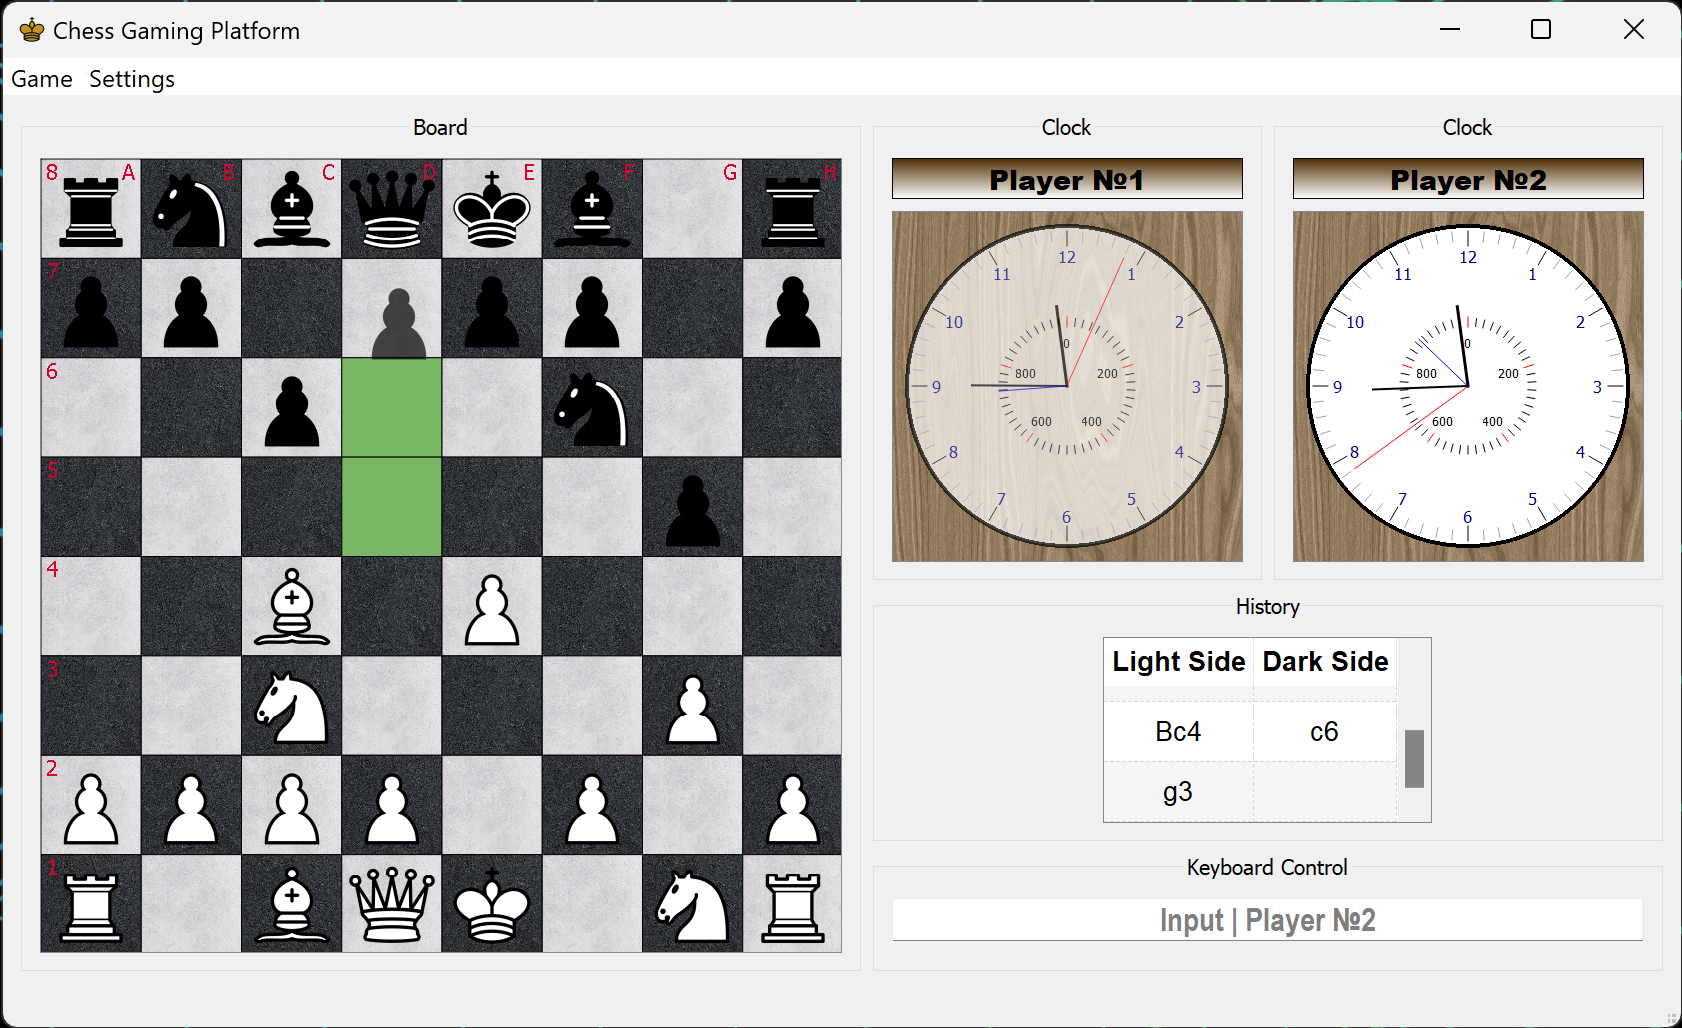 Chess Gaming Platform
Game Settings
Board
8 A B C D E F G H
7
6
5
4
3
2
1
Clock
Player №1
12
1
2
3
4
5
6
7
8
9
10
11
0
200
400
600
800
Clock
Player №2
12
1
2
3
4
5
6
7
8
9
10
11
0
200
400
600
800
History
Light Side Dark Side
Bc4 c6
g3
Keyboard Control
Input | Player №2